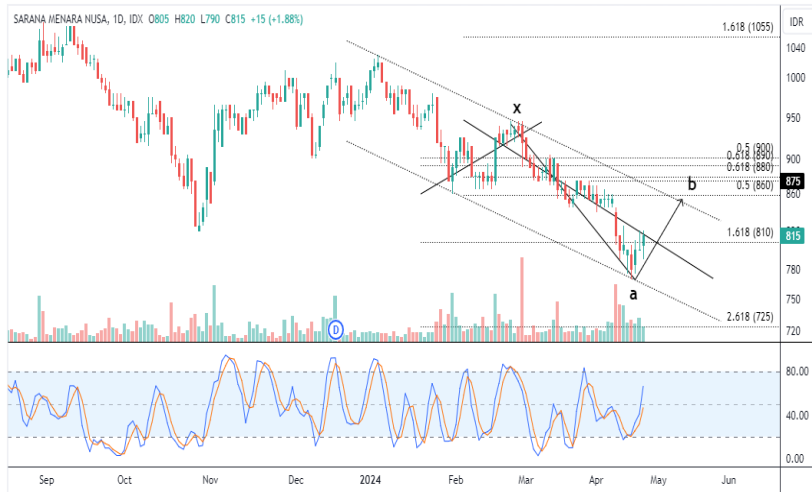 SARANA MENARA NUSA, 1D, IDX O805 H820 L790 C815 +15 (+1.88%)
IDR
1.618 (1055)
1040
1000
x
950
0.5 (900)
900
0.618 (890)
0.618 (880)
875
b
0.5 (860)
860
1.618 (810)
815
780
a
750
2.618 (725)
720
D
80.00
40.00
0.00
Sep Oct Nov Dec 2024 Feb Mar Apr May Jun